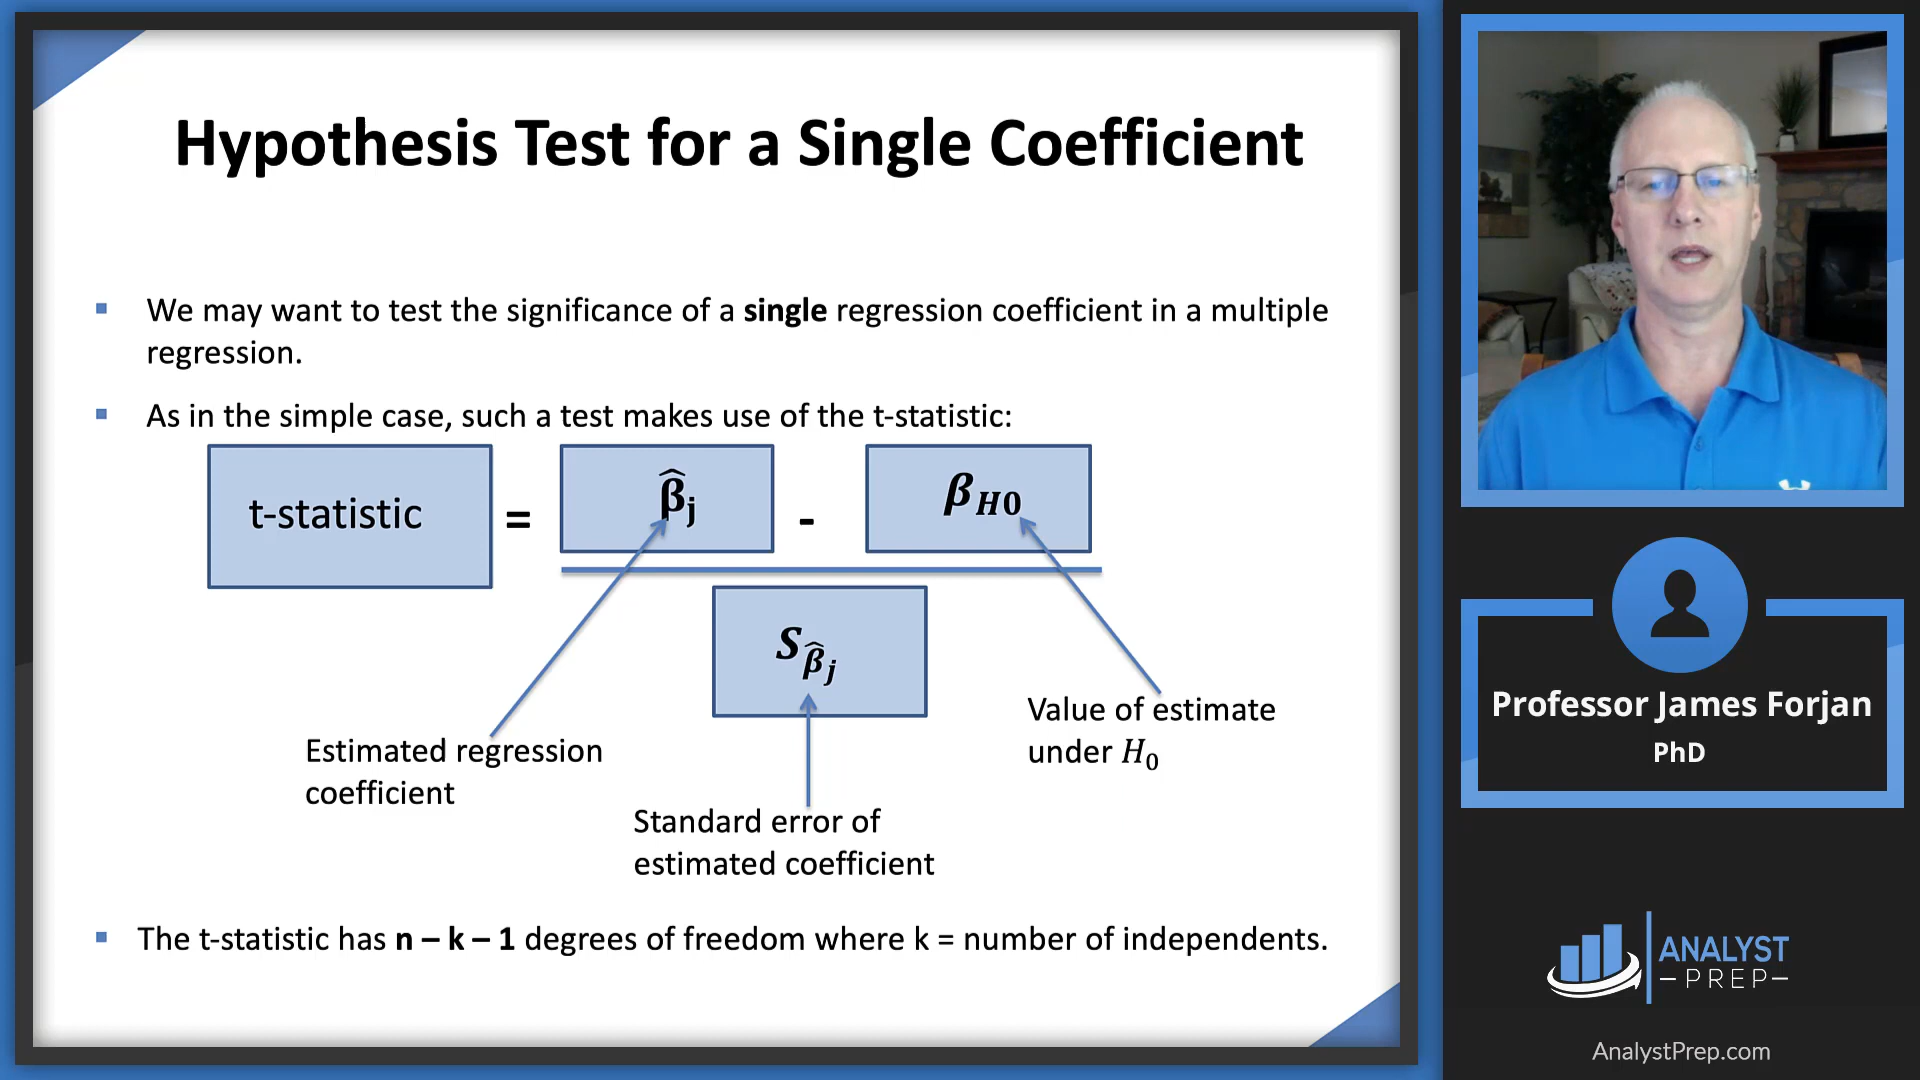 Hypothesis Test for a Single Coefficient
We may want to test the significance of a single regression coefficient in a multiple
regression.
As in the simple case, such a test makes use of the t-statistic:
t-statistic = β̂j - βH0
Sβ̂j
Estimated regression
coefficient
Standard error of
estimated coefficient
Value of estimate
under H0
The t-statistic has n – k – 1 degrees of freedom where k = number of independents.
Professor James Forjan
PhD
ANALYST
PREP
AnalystPrep.com